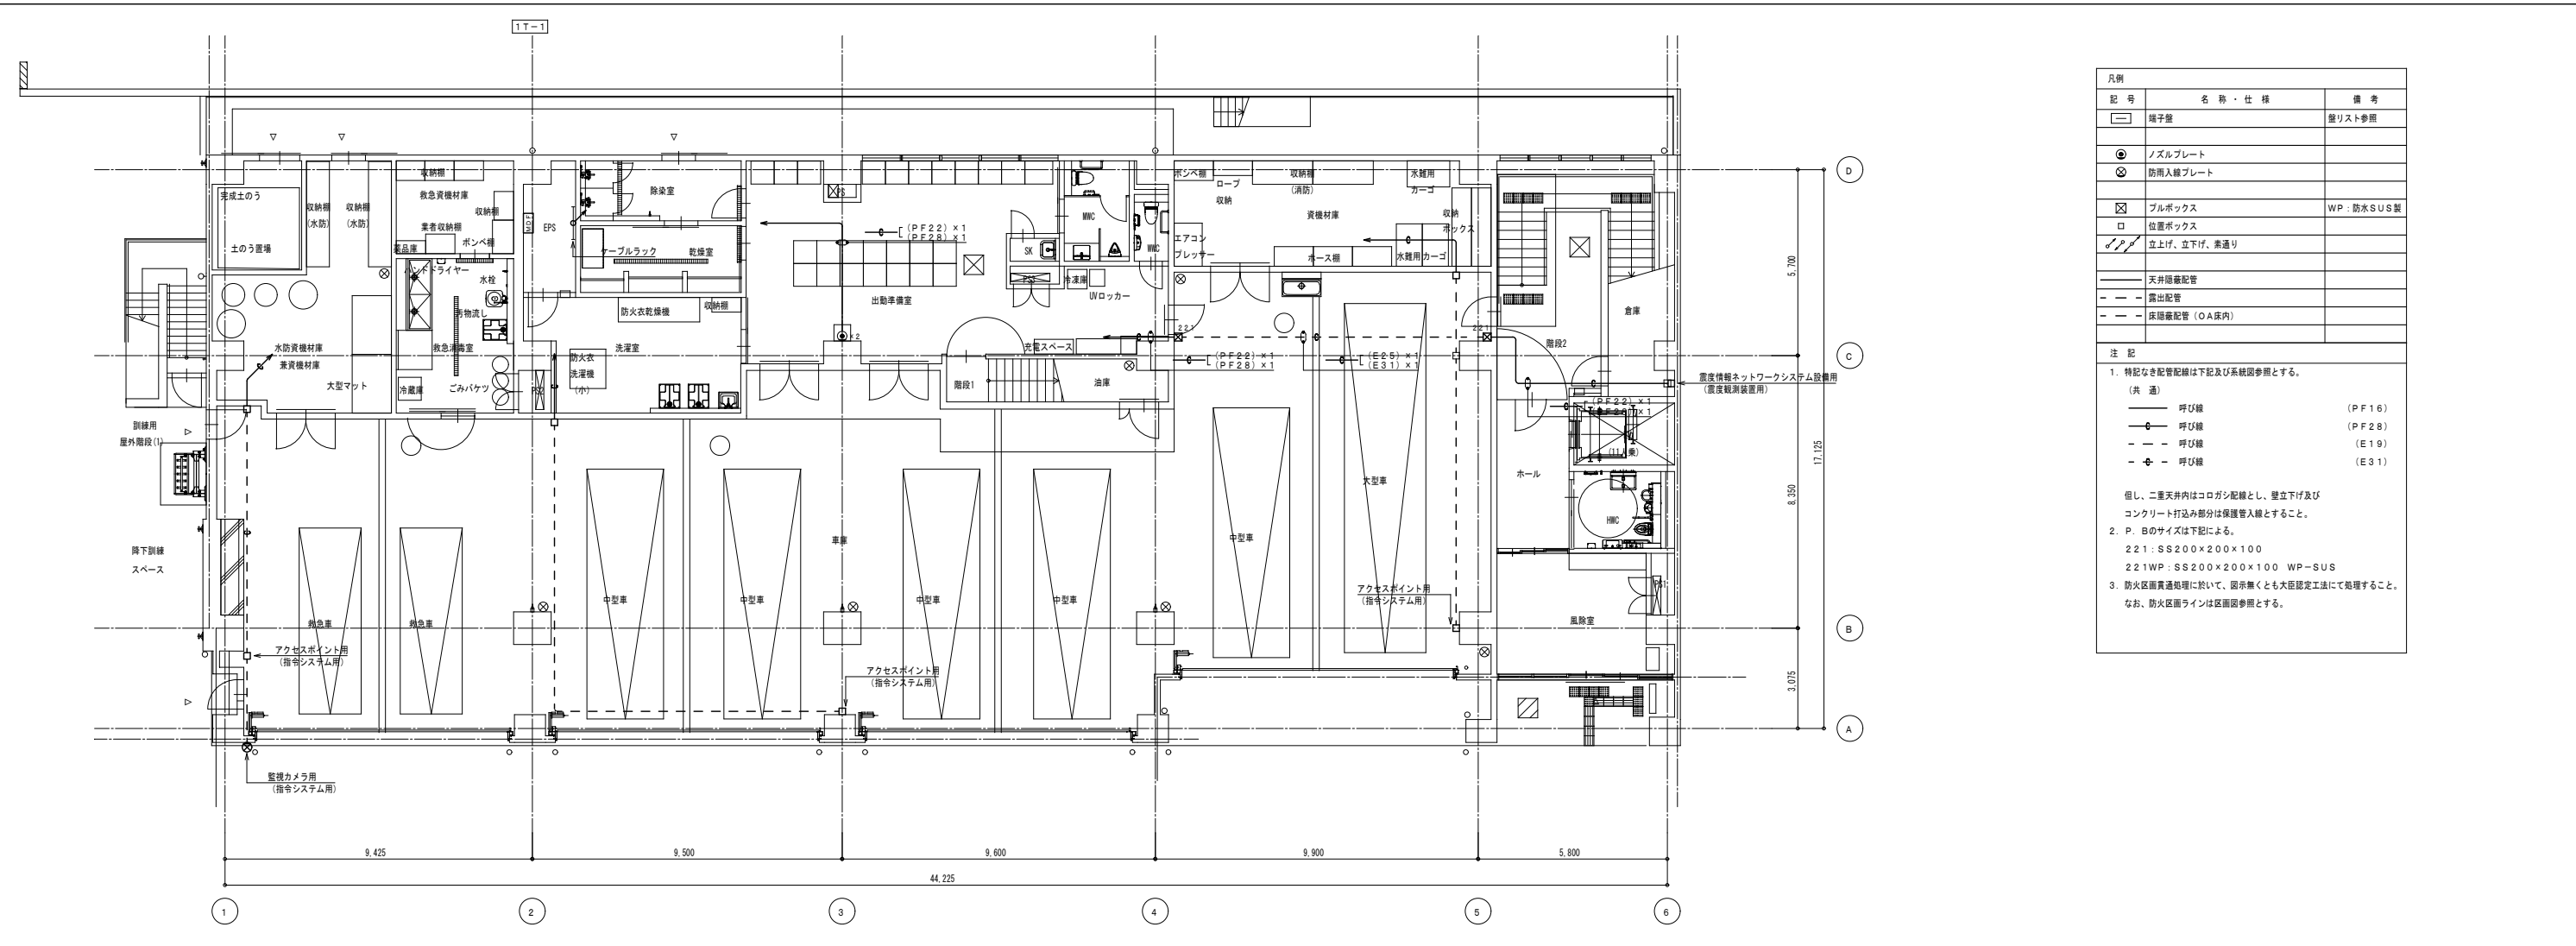 1T-1
完成土のう
土のう置場
収納棚
(水防)
収納棚
(水防)
収納棚
救急資機材庫
収納棚
業者収納棚
薬品庫
ボンベ棚
MDF
EPS
除染室
ケーブルラック
乾燥室
PS
(PF22)×1
(PF28)×1
SK
PS3
MWC
WWC
冷凍庫
UVロッカー
出動準備室
ボンベ棚
ロープ
収納
収納棚
(消防)
水難用
カーゴ
資機材庫
収納
ボックス
エアコン
プレッサー
ホース棚
水難用カーゴ
倉庫
ハンドドライヤー
水栓
汚物流し
救急消毒室
冷蔵庫
ごみバケツ
水防資機材庫
兼資機材庫
大型マット
防火衣乾燥機
収納棚
防火衣
洗濯機
(小)
洗濯室
PS2
×2
充電スペース
階段1
油庫
221
221
(PF22)×1
(PF28)×1
(E25)×1
(E31)×1
階段2
震度情報ネットワークシステム設備用
(震度観測装置用)
(PF22)×1
(PF28)×1
(11人乗)
訓練用
屋外階段(1)
降下訓練
スペース
ホール
HWC
PS1
風除室
車庫
救急車
救急車
中型車
中型車
中型車
中型車
中型車
大型車
アクセスポイント用
(指令システム用)
アクセスポイント用
(指令システム用)
アクセスポイント用
(指令システム用)
監視カメラ用
(指令システム用)
5,700
8,350
3,075
17,125
D
C
B
A
9,425
9,500
9,600
9,900
5,800
44,225
1
2
3
4
5
6
凡例
記 号 名 称 ・ 仕 様 備 考
端子盤 盤リスト参照
ノズルプレート
防雨入線プレート
プルボックス WP:防水SUS製
位置ボックス
立上げ、立下げ、素通り
天井隠蔽配管
露出配管
床隠蔽配管(OA床内)
注 記
1. 特記なき配管配線は下記及び系統図参照とする。
(共 通)
呼び線 (PF16)
呼び線 (PF28)
呼び線 (E19)
呼び線 (E31)
但し、二重天井内はコロガシ配線とし、壁立下げ及び
コンクリート打込み部分は保護管入線とすること。
2. P.Bのサイズは下記による。
221:SS200×200×100
221WP:SS200×200×100 WP-SUS
3. 防火区画貫通処理に於いて、図示無くとも大臣認定工法にて処理すること。
なお、防火区画ラインは区画図参照とする。